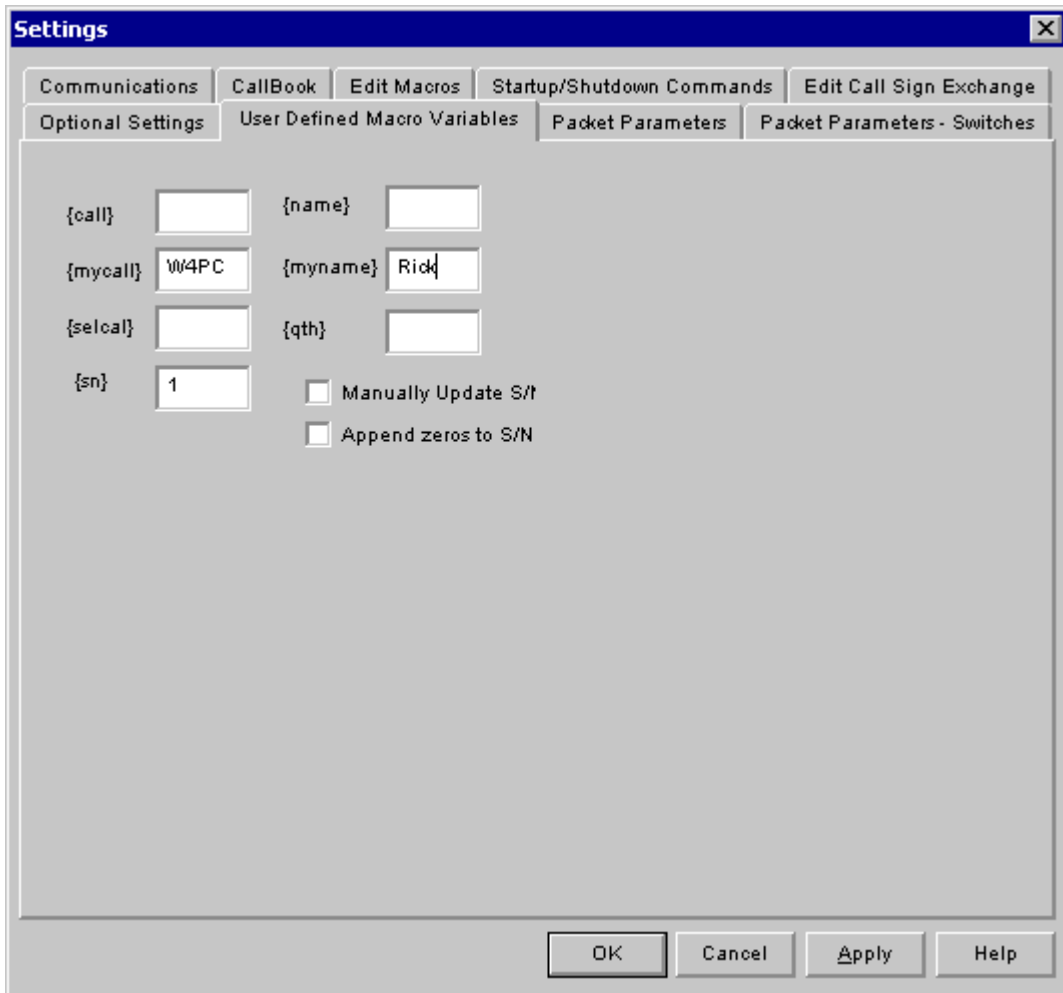 Settings
Communications CallBook Edit Macros Startup/Shutdown Commands Edit Call Sign Exchange
Optional Settings User Defined Macro Variables Packet Parameters Packet Parameters - Switches
{call} {name}
{mycall} W4PC {myname} Rick
{selcal} {qth}
{sn} 1 Manually Update S/
Append zeros to S/N
OK Cancel Apply Help